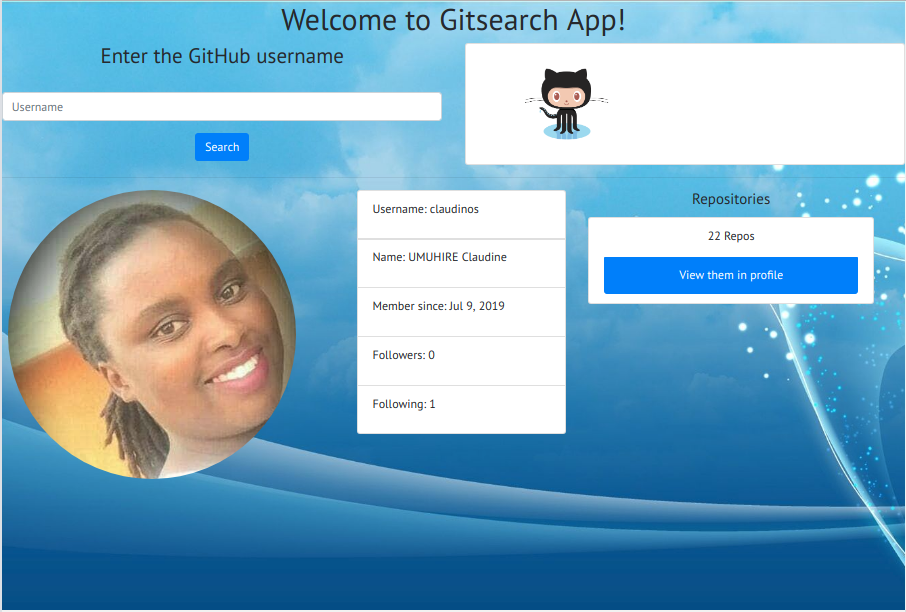 Welcome to Gitsearch App!
Enter the GitHub username
Username
Search
Username: claudinos
Name: UMUHIRE Claudine
Member since: Jul 9, 2019
Followers: 0
Following: 1
Repositories
22 Repos
View them in profile